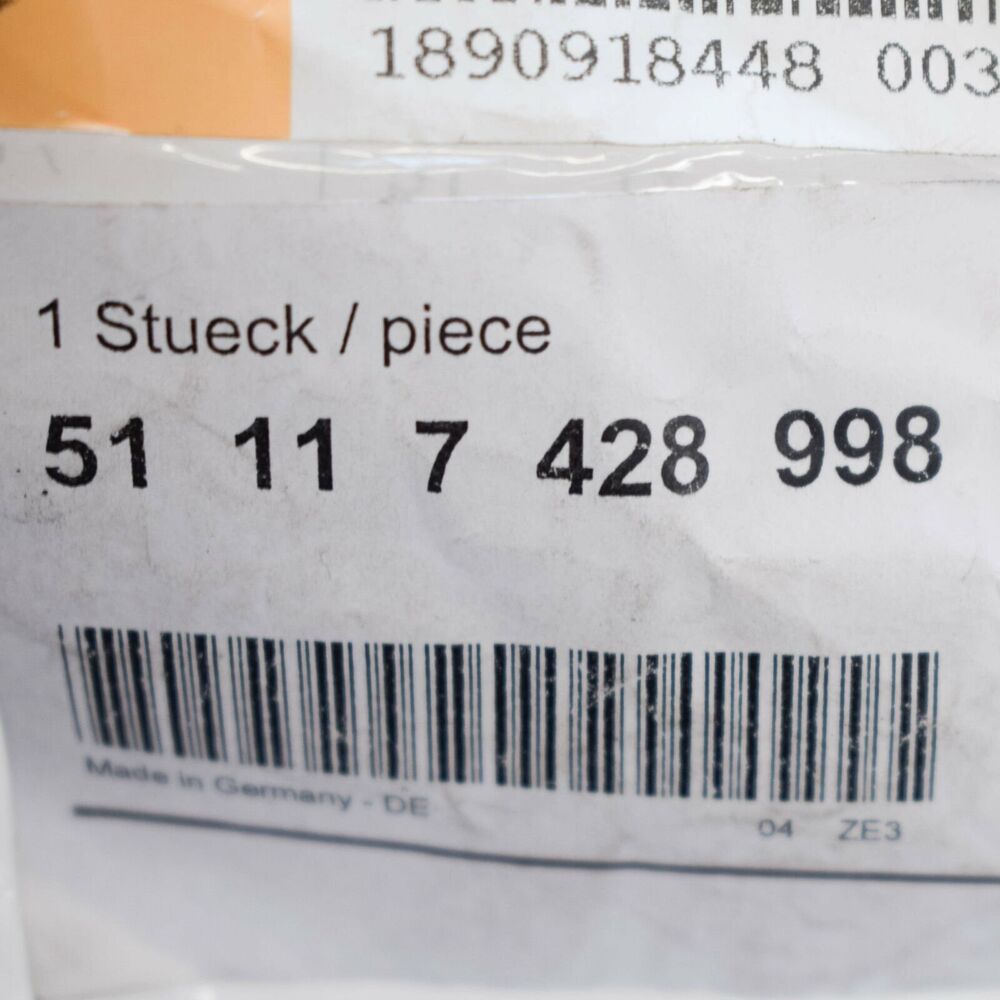 1890918448 003
1 Stueck / piece
51 11 7 428 998
Made in Germany - DE
04 ZE3